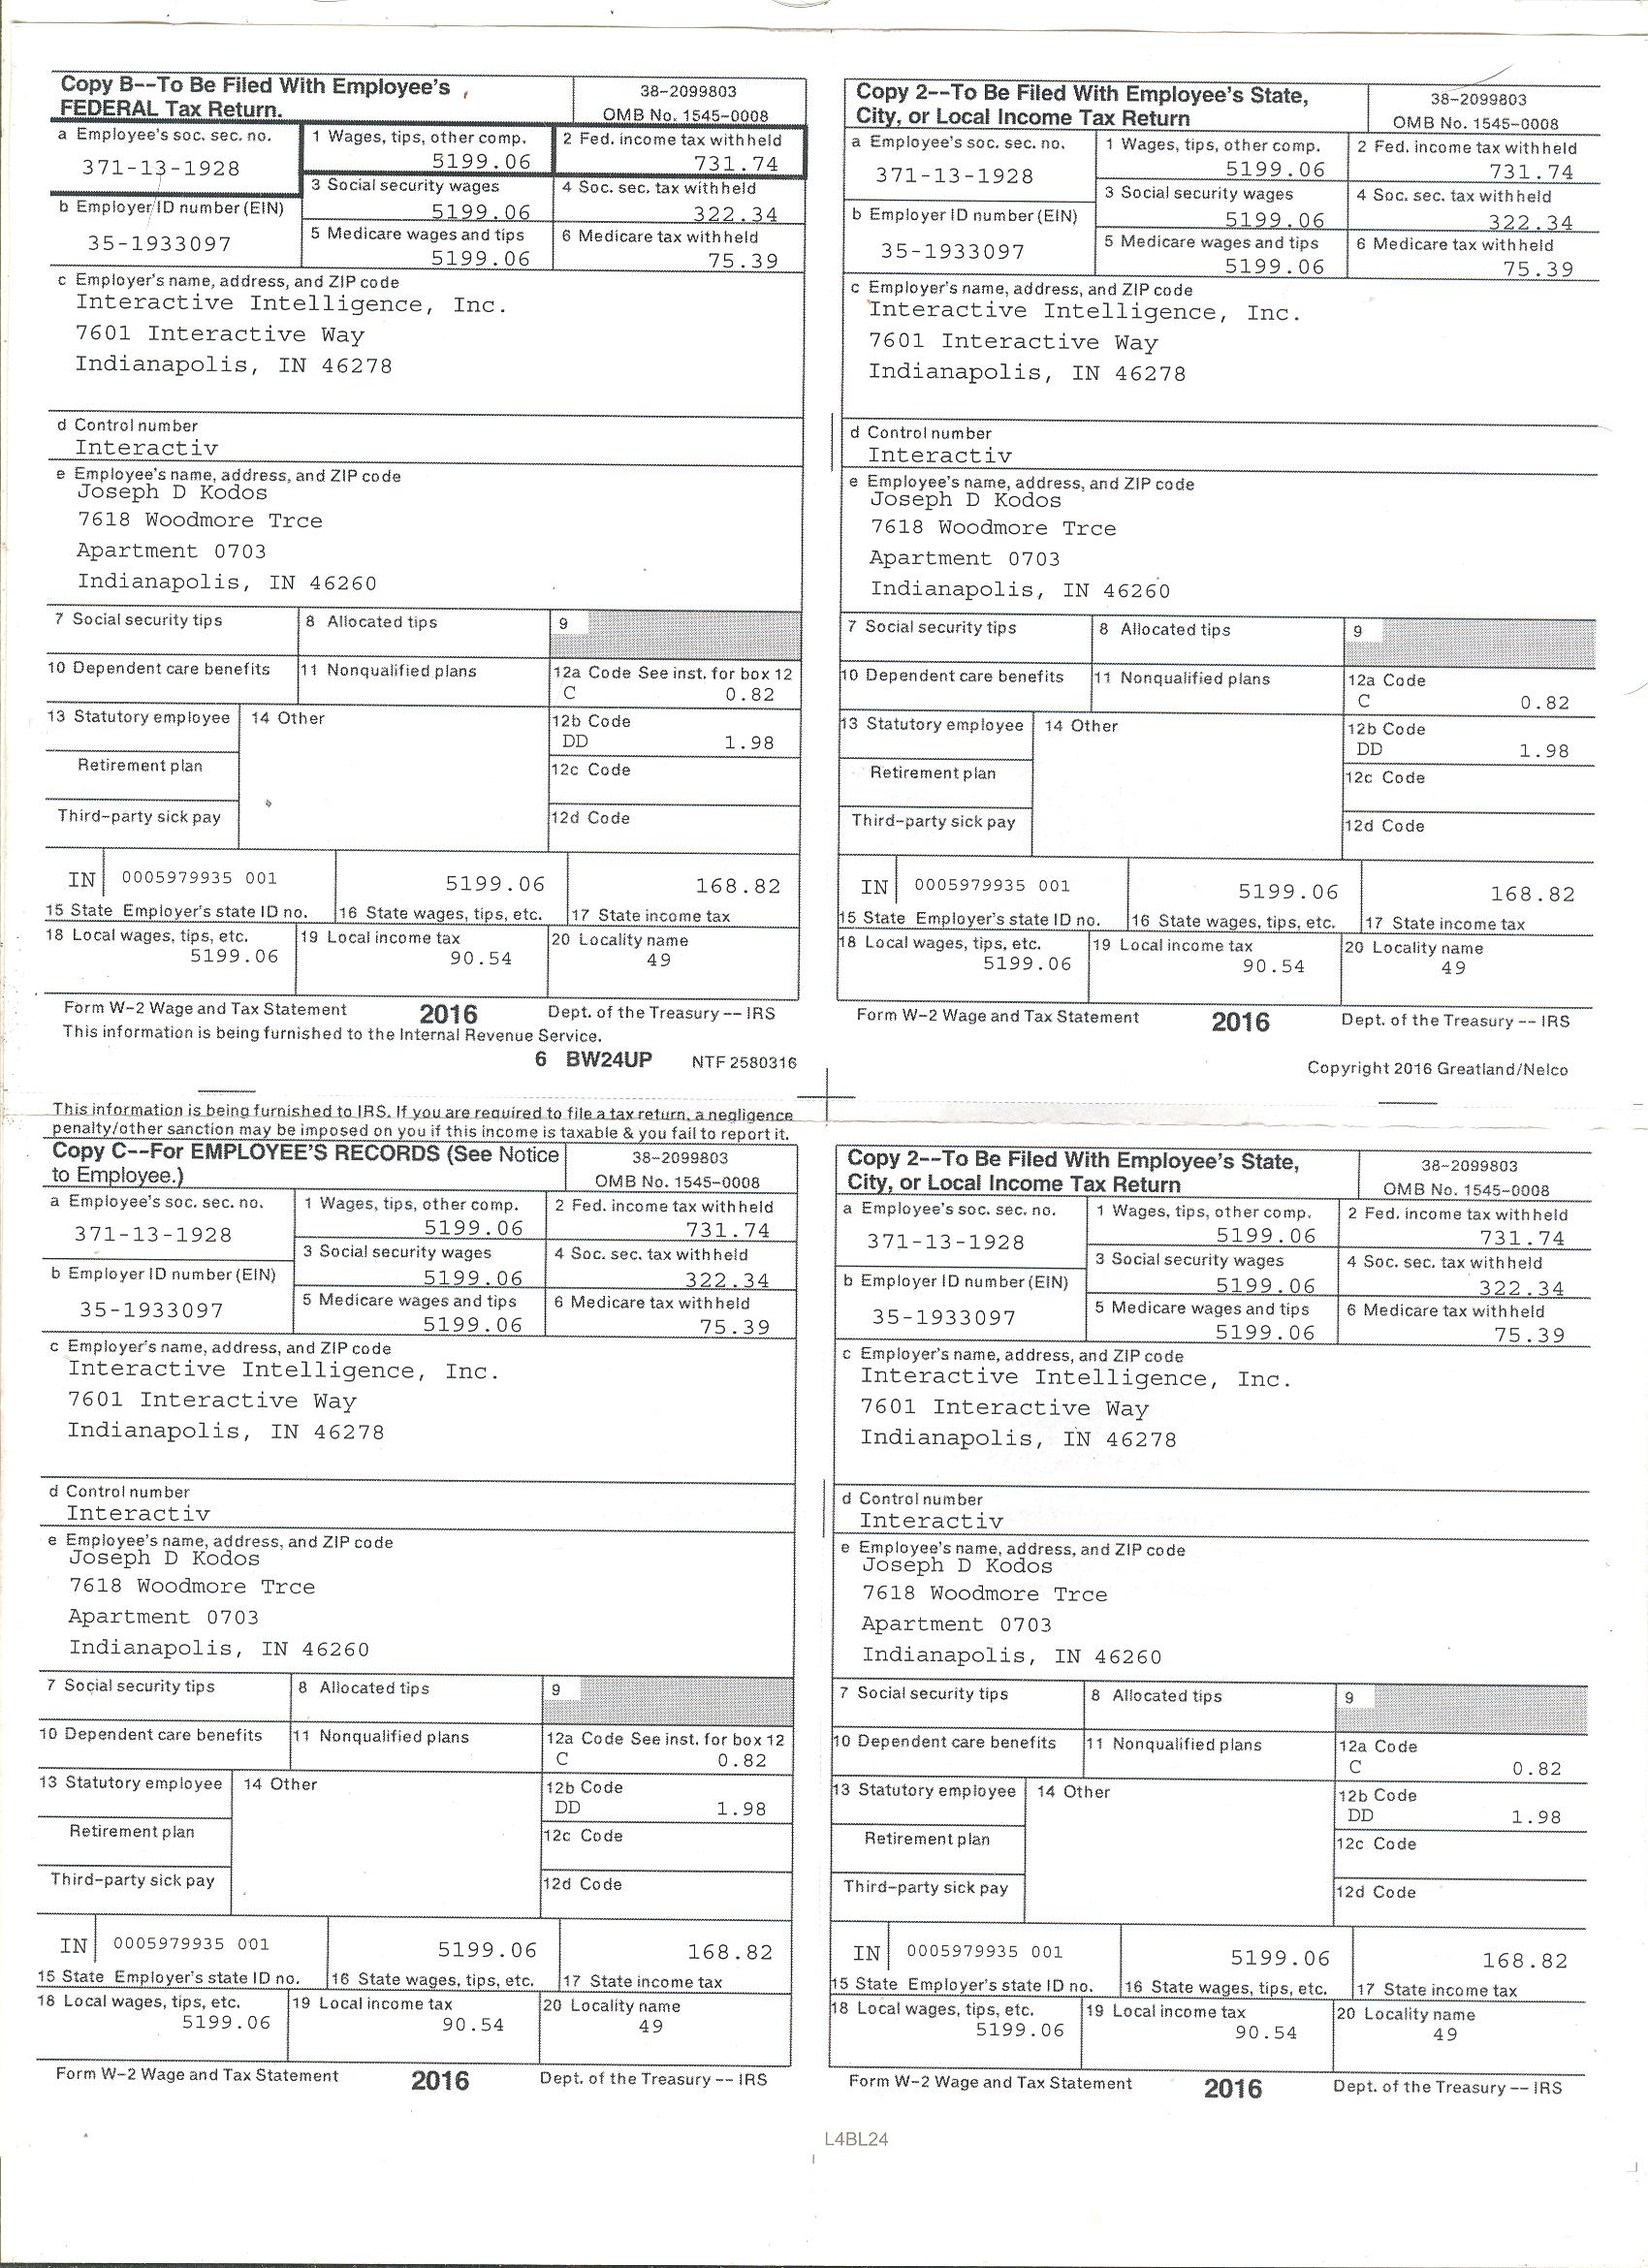 Copy B--To Be Filed With Employee's
FEDERAL Tax Return.
38-2099803
OMB No. 1545-0008
a Employee's soc. sec. no.
371-13-1928
1 Wages, tips, other comp.
5199.06
2 Fed. income tax withheld
731.74
3 Social security wages
5199.06
4 Soc. sec. tax withheld
322.34
b Employer ID number (EIN)
35-1933097
5 Medicare wages and tips
5199.06
6 Medicare tax withheld
75.39
c Employer's name, address, and ZIP code
Interactive Intelligence, Inc.
7601 Interactive Way
Indianapolis, IN 46278
d Control number
Interactiv
e Employee's name, address, and ZIP code
Joseph D Kodos
7618 Woodmore Trce
Apartment 0703
Indianapolis, IN 46260
7 Social security tips
8 Allocated tips
9
10 Dependent care benefits
11 Nonqualified plans
12a Code See inst. for box 12
C 0.82
13 Statutory employee
14 Other
12b Code
DD 1.98
Retirement plan
12c Code
Third-party sick pay
12d Code
IN 0005979935 001
5199.06
168.82
15 State Employer's state ID no.
16 State wages, tips, etc.
17 State income tax
18 Local wages, tips, etc.
5199.06
19 Local income tax
90.54
20 Locality name
49
Form W-2 Wage and Tax Statement 2016 Dept. of the Treasury -- IRS
This information is being furnished to the Internal Revenue Service.
6 BW24UP NTF 2580316
Copy 2--To Be Filed With Employee's State,
City, or Local Income Tax Return
38-2099803
OMB No. 1545-0008
a Employee's soc. sec. no.
371-13-1928
1 Wages, tips, other comp.
5199.06
2 Fed. income tax withheld
731.74
3 Social security wages
5199.06
4 Soc. sec. tax withheld
322.34
b Employer ID number (EIN)
35-1933097
5 Medicare wages and tips
5199.06
6 Medicare tax withheld
75.39
c Employer's name, address, and ZIP code
Interactive Intelligence, Inc.
7601 Interactive Way
Indianapolis, IN 46278
d Control number
Interactiv
e Employee's name, address, and ZIP code
Joseph D Kodos
7618 Woodmore Trce
Apartment 0703
Indianapolis, IN 46260
7 Social security tips
8 Allocated tips
9
10 Dependent care benefits
11 Nonqualified plans
12a Code
C 0.82
13 Statutory employee
14 Other
12b Code
DD 1.98
Retirement plan
12c Code
Third-party sick pay
12d Code
IN 0005979935 001
5199.06
168.82
15 State Employer's state ID no.
16 State wages, tips, etc.
17 State income tax
18 Local wages, tips, etc.
5199.06
19 Local income tax
90.54
20 Locality name
49
Form W-2 Wage and Tax Statement 2016 Dept. of the Treasury -- IRS
Copyright 2016 Greatland/Nelco
This information is being furnished to IRS. If you are required to file a tax return, a negligence
penalty/other sanction may be imposed on you if this income is taxable & you fail to report it.
Copy C--For EMPLOYEE'S RECORDS (See Notice
to Employee.)
38-2099803
OMB No. 1545-0008
a Employee's soc. sec. no.
371-13-1928
1 Wages, tips, other comp.
5199.06
2 Fed. income tax withheld
731.74
3 Social security wages
5199.06
4 Soc. sec. tax withheld
322.34
b Employer ID number (EIN)
35-1933097
5 Medicare wages and tips
5199.06
6 Medicare tax withheld
75.39
c Employer's name, address, and ZIP code
Interactive Intelligence, Inc.
7601 Interactive Way
Indianapolis, IN 46278
d Control number
Interactiv
e Employee's name, address, and ZIP code
Joseph D Kodos
7618 Woodmore Trce
Apartment 0703
Indianapolis, IN 46260
7 Social security tips
8 Allocated tips
9
10 Dependent care benefits
11 Nonqualified plans
12a Code See inst. for box 12
C 0.82
13 Statutory employee
14 Other
12b Code
DD 1.98
Retirement plan
12c Code
Third-party sick pay
12d Code
IN 0005979935 001
5199.06
168.82
15 State Employer's state ID no.
16 State wages, tips, etc.
17 State income tax
18 Local wages, tips, etc.
5199.06
19 Local income tax
90.54
20 Locality name
49
Form W-2 Wage and Tax Statement 2016 Dept. of the Treasury -- IRS
Copy 2--To Be Filed With Employee's State,
City, or Local Income Tax Return
38-2099803
OMB No. 1545-0008
a Employee's soc. sec. no.
371-13-1928
1 Wages, tips, other comp.
5199.06
2 Fed. income tax withheld
731.74
3 Social security wages
5199.06
4 Soc. sec. tax withheld
322.34
b Employer ID number (EIN)
35-1933097
5 Medicare wages and tips
5199.06
6 Medicare tax withheld
75.39
c Employer's name, address, and ZIP code
Interactive Intelligence, Inc.
7601 Interactive Way
Indianapolis, IN 46278
d Control number
Interactiv
e Employee's name, address, and ZIP code
Joseph D Kodos
7618 Woodmore Trce
Apartment 0703
Indianapolis, IN 46260
7 Social security tips
8 Allocated tips
9
10 Dependent care benefits
11 Nonqualified plans
12a Code
C 0.82
13 Statutory employee
14 Other
12b Code
DD 1.98
Retirement plan
12c Code
Third-party sick pay
12d Code
IN 0005979935 001
5199.06
168.82
15 State Employer's state ID no.
16 State wages, tips, etc.
17 State income tax
18 Local wages, tips, etc.
5199.06
19 Local income tax
90.54
20 Locality name
49
Form W-2 Wage and Tax Statement 2016 Dept. of the Treasury -- IRS
L4BL24